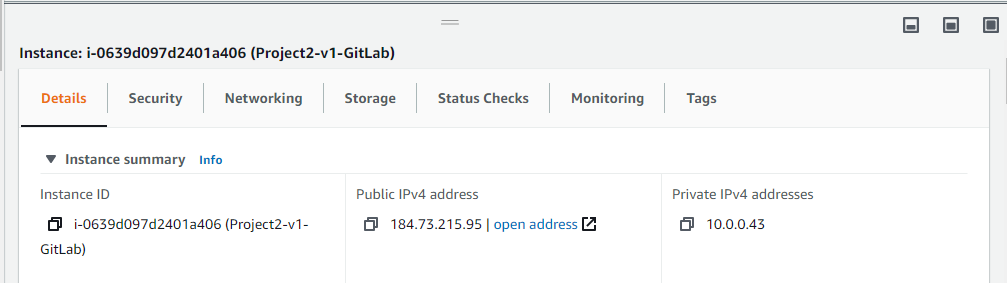 Instance: i-0639d097d2401a406 (Project2-v1-GitLab)
Details Security Networking Storage Status Checks Monitoring Tags
Instance summary Info
Instance ID Public IPv4 address Private IPv4 addresses
i-0639d097d2401a406 (Project2-v1- 184.73.215.95 | open address 10.0.0.43
GitLab)